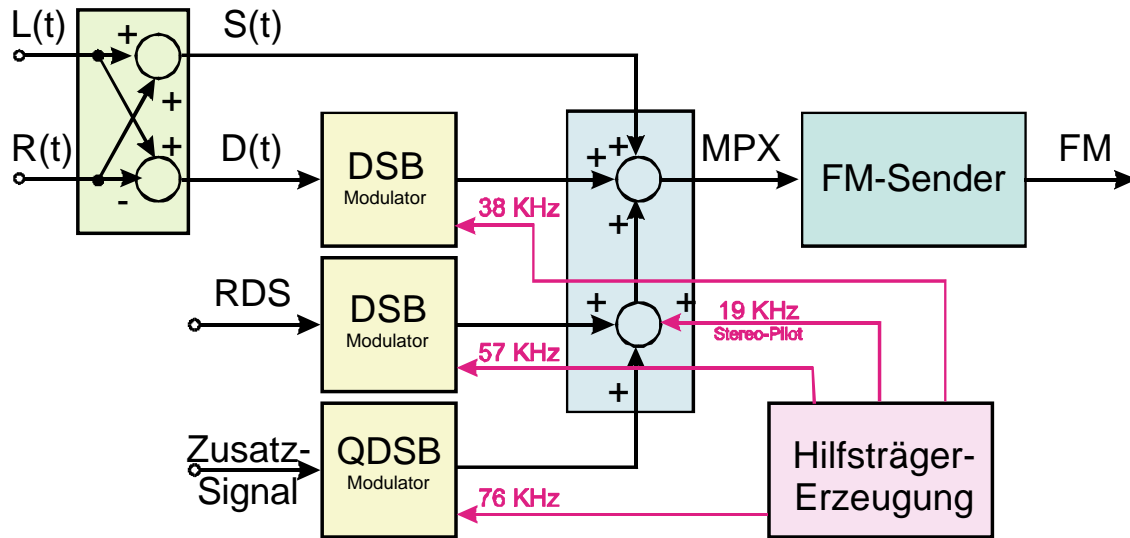 L(t)
+
S(t)
+
R(t)
+
-
D(t)
DSB
Modulator
38 KHz
+
+
+
MPX
FM-Sender
FM
RDS
DSB
Modulator
57 KHz
+
+
+
19 KHz
Stereo-Pilot
Zusatz-
Signal
QDSB
Modulator
76 KHz
Hilfsträger-
Erzeugung